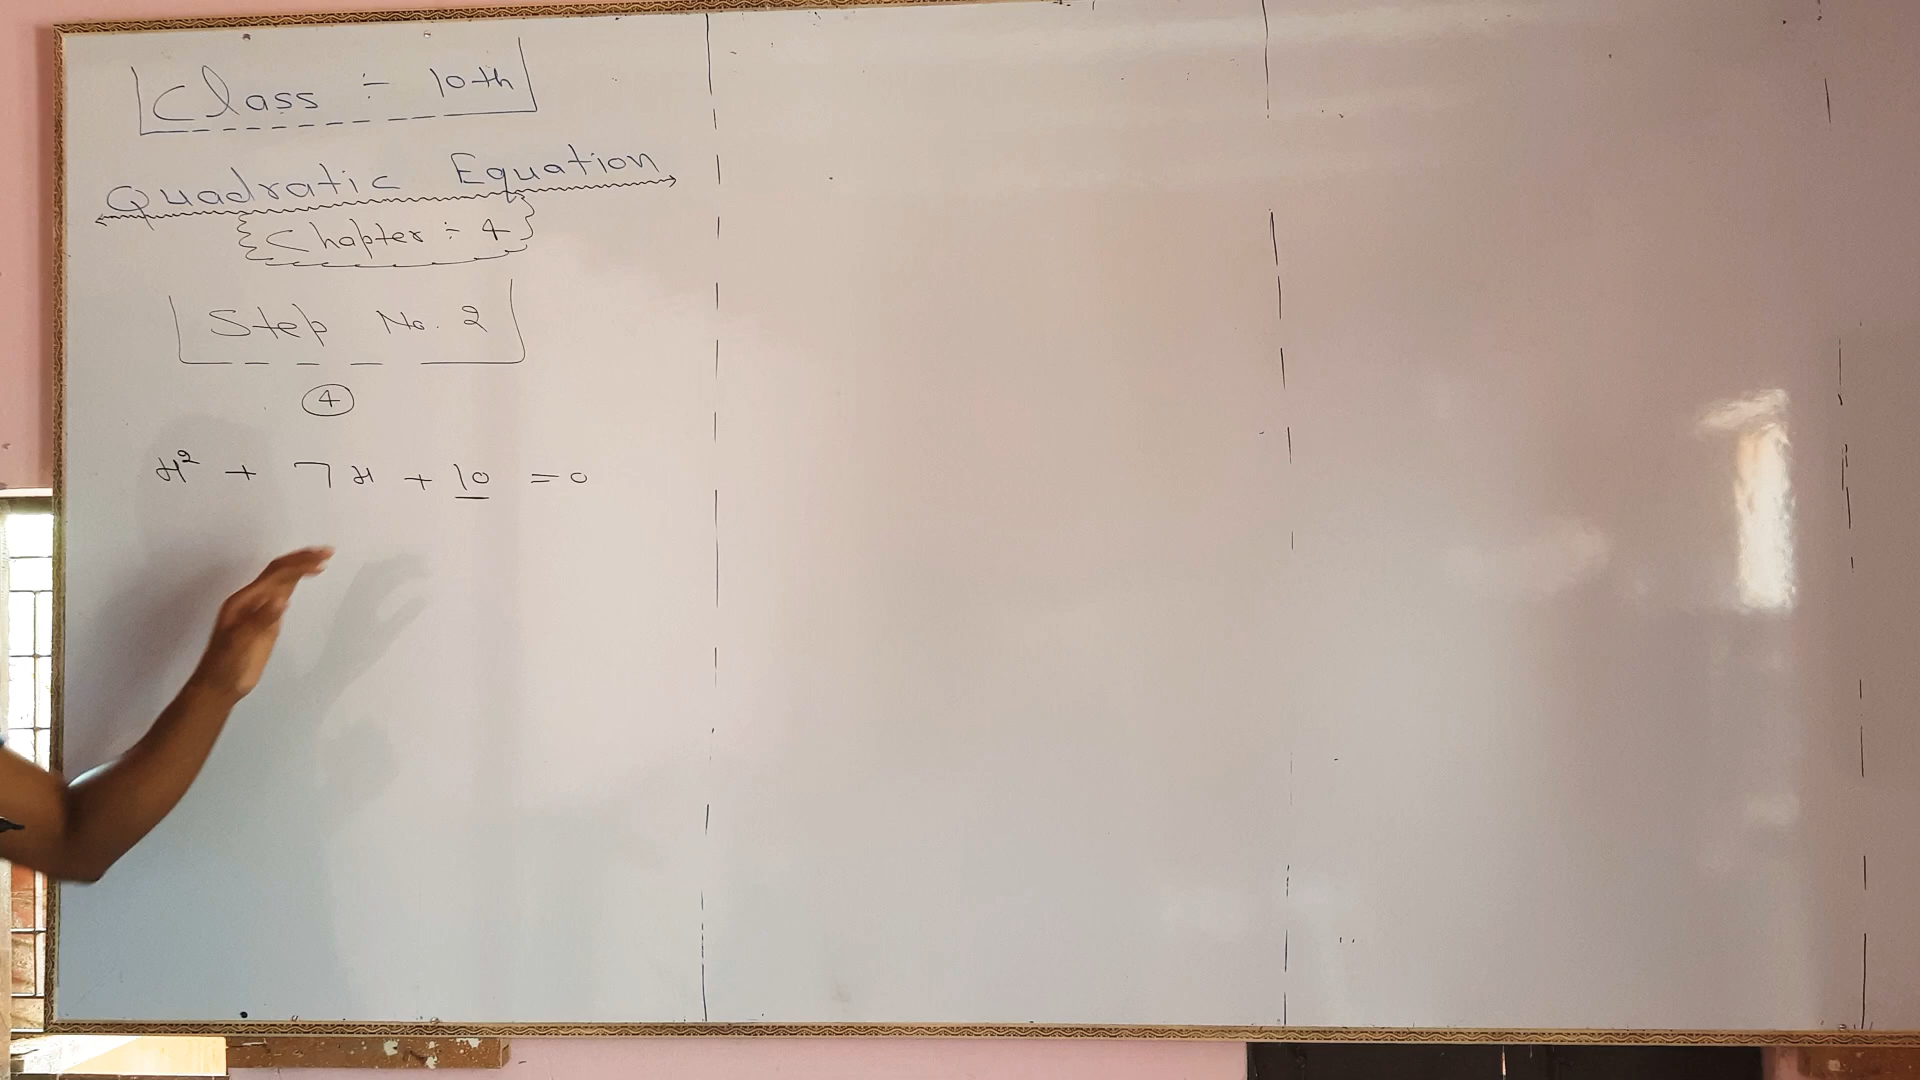 Class ÷ 10th
Quadratic Equation
Chapter ÷ 4
Step No. 2
4
x² + 7x + 10 = 0